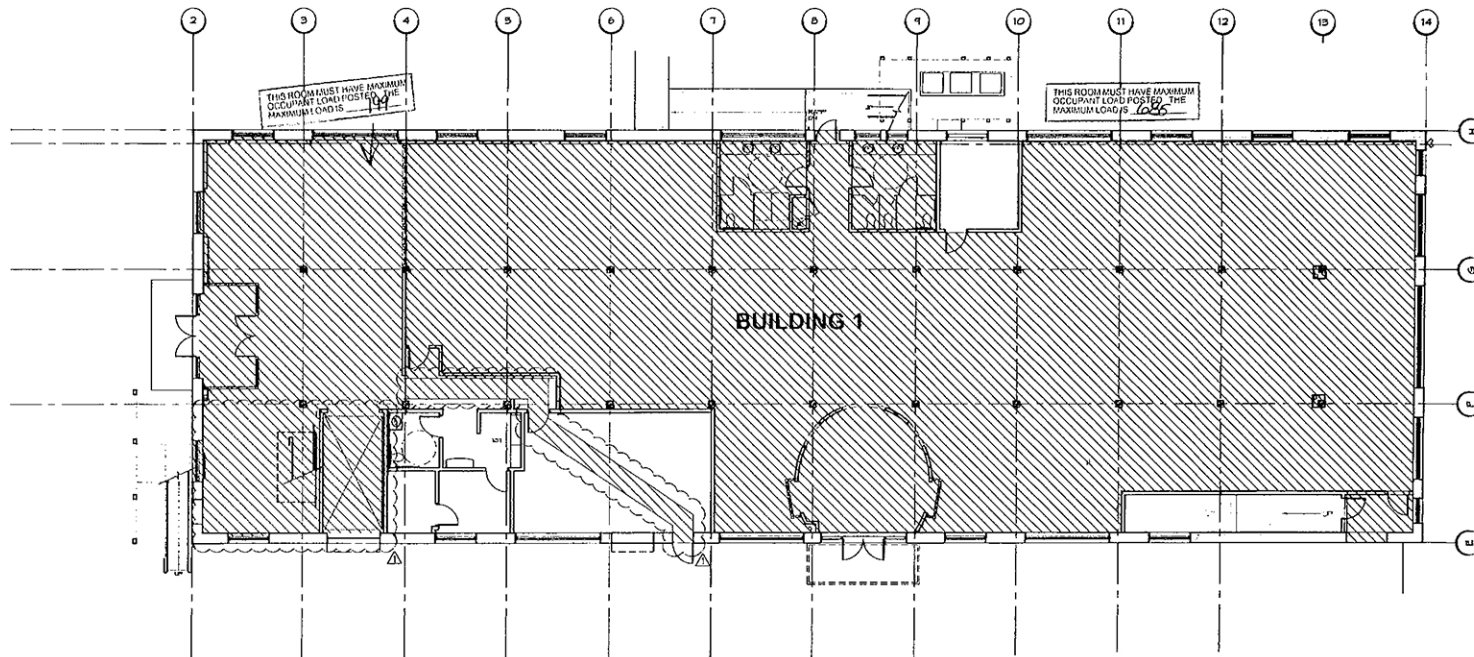 2 3 4 5 6 7 8 9 10 11 12 13 14
THIS ROOM MUST HAVE MAXIMUM
OCCUPANT LOAD POSTED. THE
MAXIMUM LOAD IS 199
THIS ROOM MUST HAVE MAXIMUM
OCCUPANT LOAD POSTED. THE
MAXIMUM LOAD IS 685
H
G
BUILDING 1
F
E